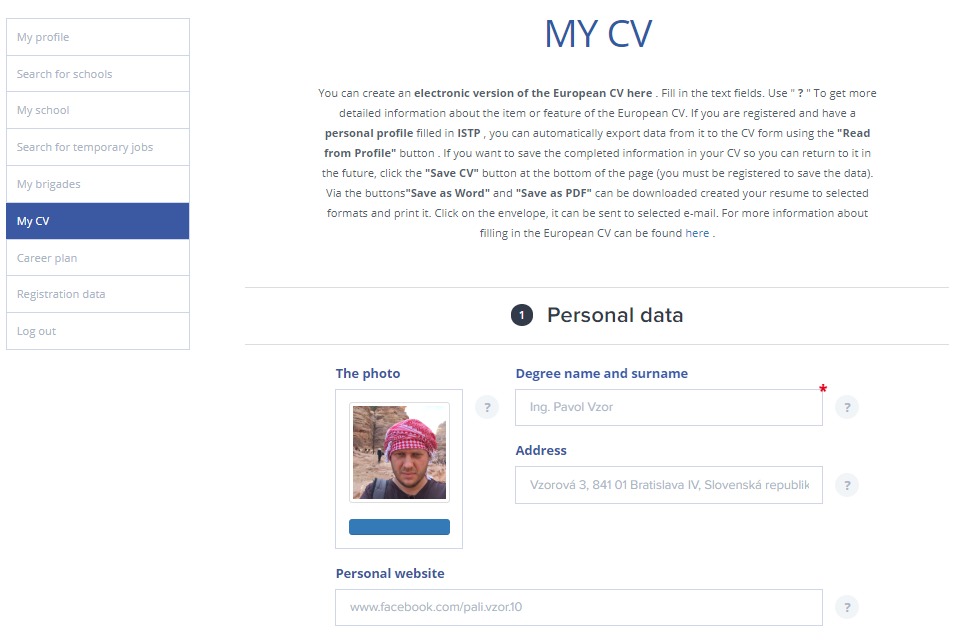 My profile
Search for schools
My school
Search for temporary jobs
My brigades
My CV
Career plan
Registration data
Log out
MY CV
You can create an electronic version of the European CV here . Fill in the text fields. Use " ? " To get more
detailed information about the item or feature of the European CV. If you are registered and have a
personal profile filled in ISTP , you can automatically export data from it to the CV form using the "Read
from Profile" button . If you want to save the completed information in your CV so you can return to it in
the future, click the "Save CV" button at the bottom of the page (you must be registered to save the data).
Via the buttons"Save as Word" and "Save as PDF" can be downloaded created your resume to selected
formats and print it. Click on the envelope, it can be sent to selected e-mail. For more information about
filling in the European CV can be found here .
1 Personal data
The photo
?
Degree name and surname
*
Ing. Pavol Vzor
?
Address
Vzorová 3, 841 01 Bratislava IV, Slovenská republik
?
Personal website
www.facebook.com/pali.vzor.10
?